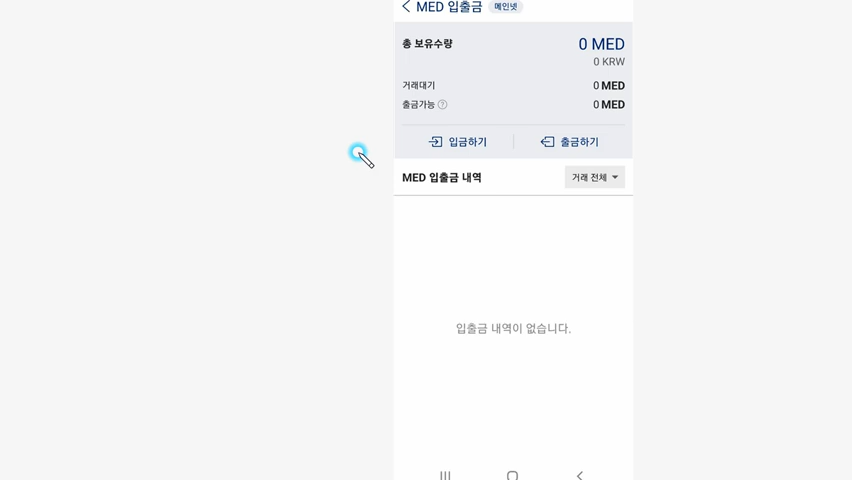 MED 입출금 메인넷
총 보유수량 0 MED
0 KRW
거래대기 0 MED
출금가능 ? 0 MED
입금하기 출금하기
MED 입출금 내역 거래 전체
입출금 내역이 없습니다.